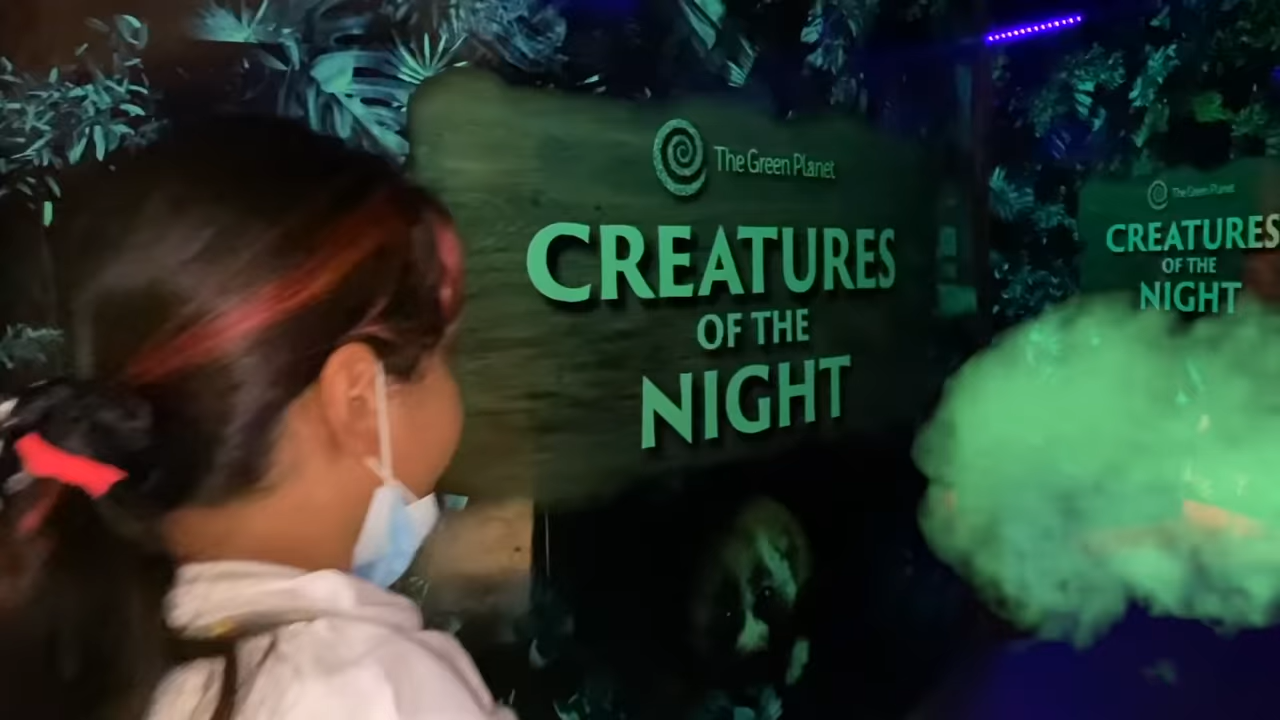 The Green Planet
CREATURES
OF THE
NIGHT
The Green Planet
CREATURES
OF THE
NIGHT